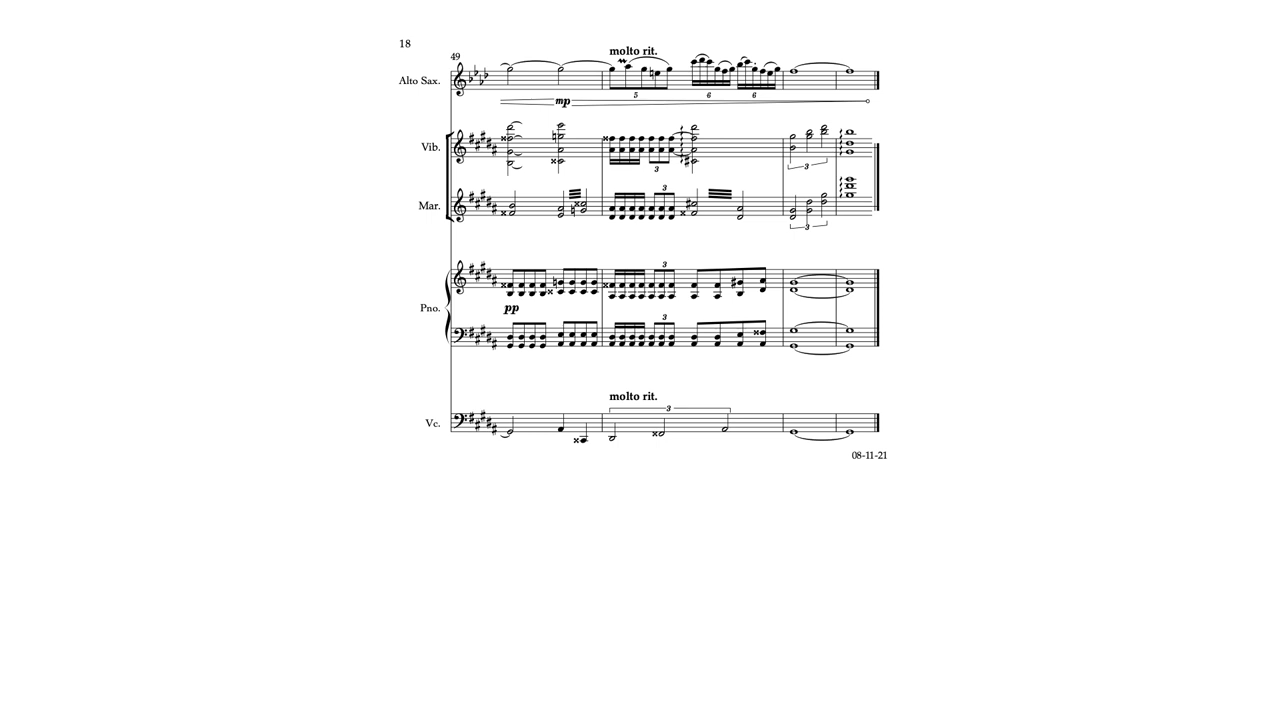 18
49
molto rit.
Alto Sax.
5
6
6
mp
Vib.
3
3
Mar.
3
3
3
Pno.
pp
3
molto rit.
3
Vc.
08-11-21